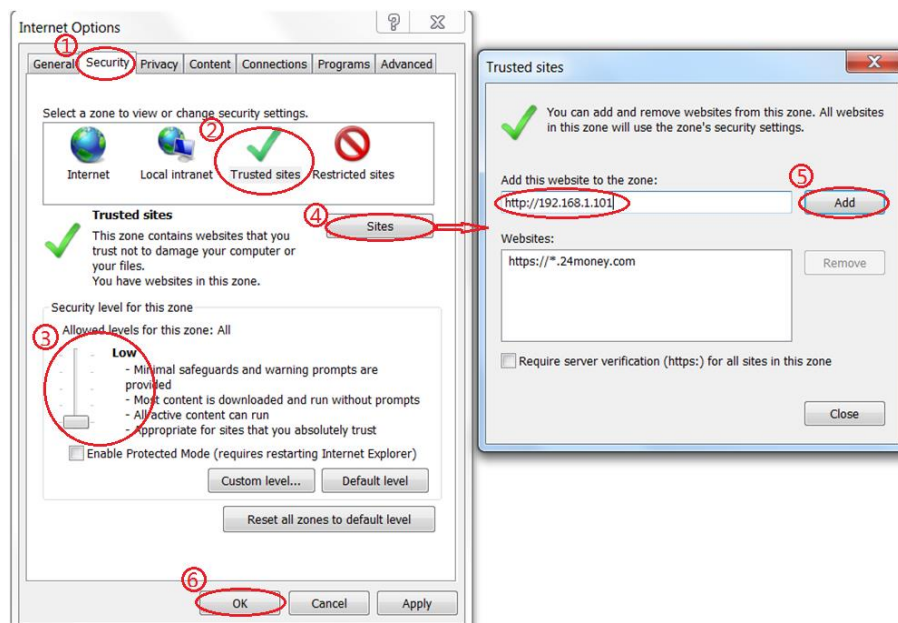 Internet Options
①
General Security Privacy Content Connections Programs Advanced
Select a zone to view or change security settings.
②
Internet Local intranet Trusted sites Restricted sites
Trusted sites
④
Sites
This zone contains websites that you
trust not to damage your computer or
your files.
You have websites in this zone.
Security level for this zone
③
Allowed levels for this zone: All
Low
- Minimal safeguards and warning prompts are
provided
- Most content is downloaded and run without prompts
- All active content can run
- Appropriate for sites that you absolutely trust
Enable Protected Mode (requires restarting Internet Explorer)
Custom level... Default level
Reset all zones to default level
⑥
OK Cancel Apply
Trusted sites
You can add and remove websites from this zone. All websites
in this zone will use the zone's security settings.
Add this website to the zone:
⑤
http://192.168.1.101 Add
Websites:
https://*.24money.com Remove
Require server verification (https:) for all sites in this zone
Close